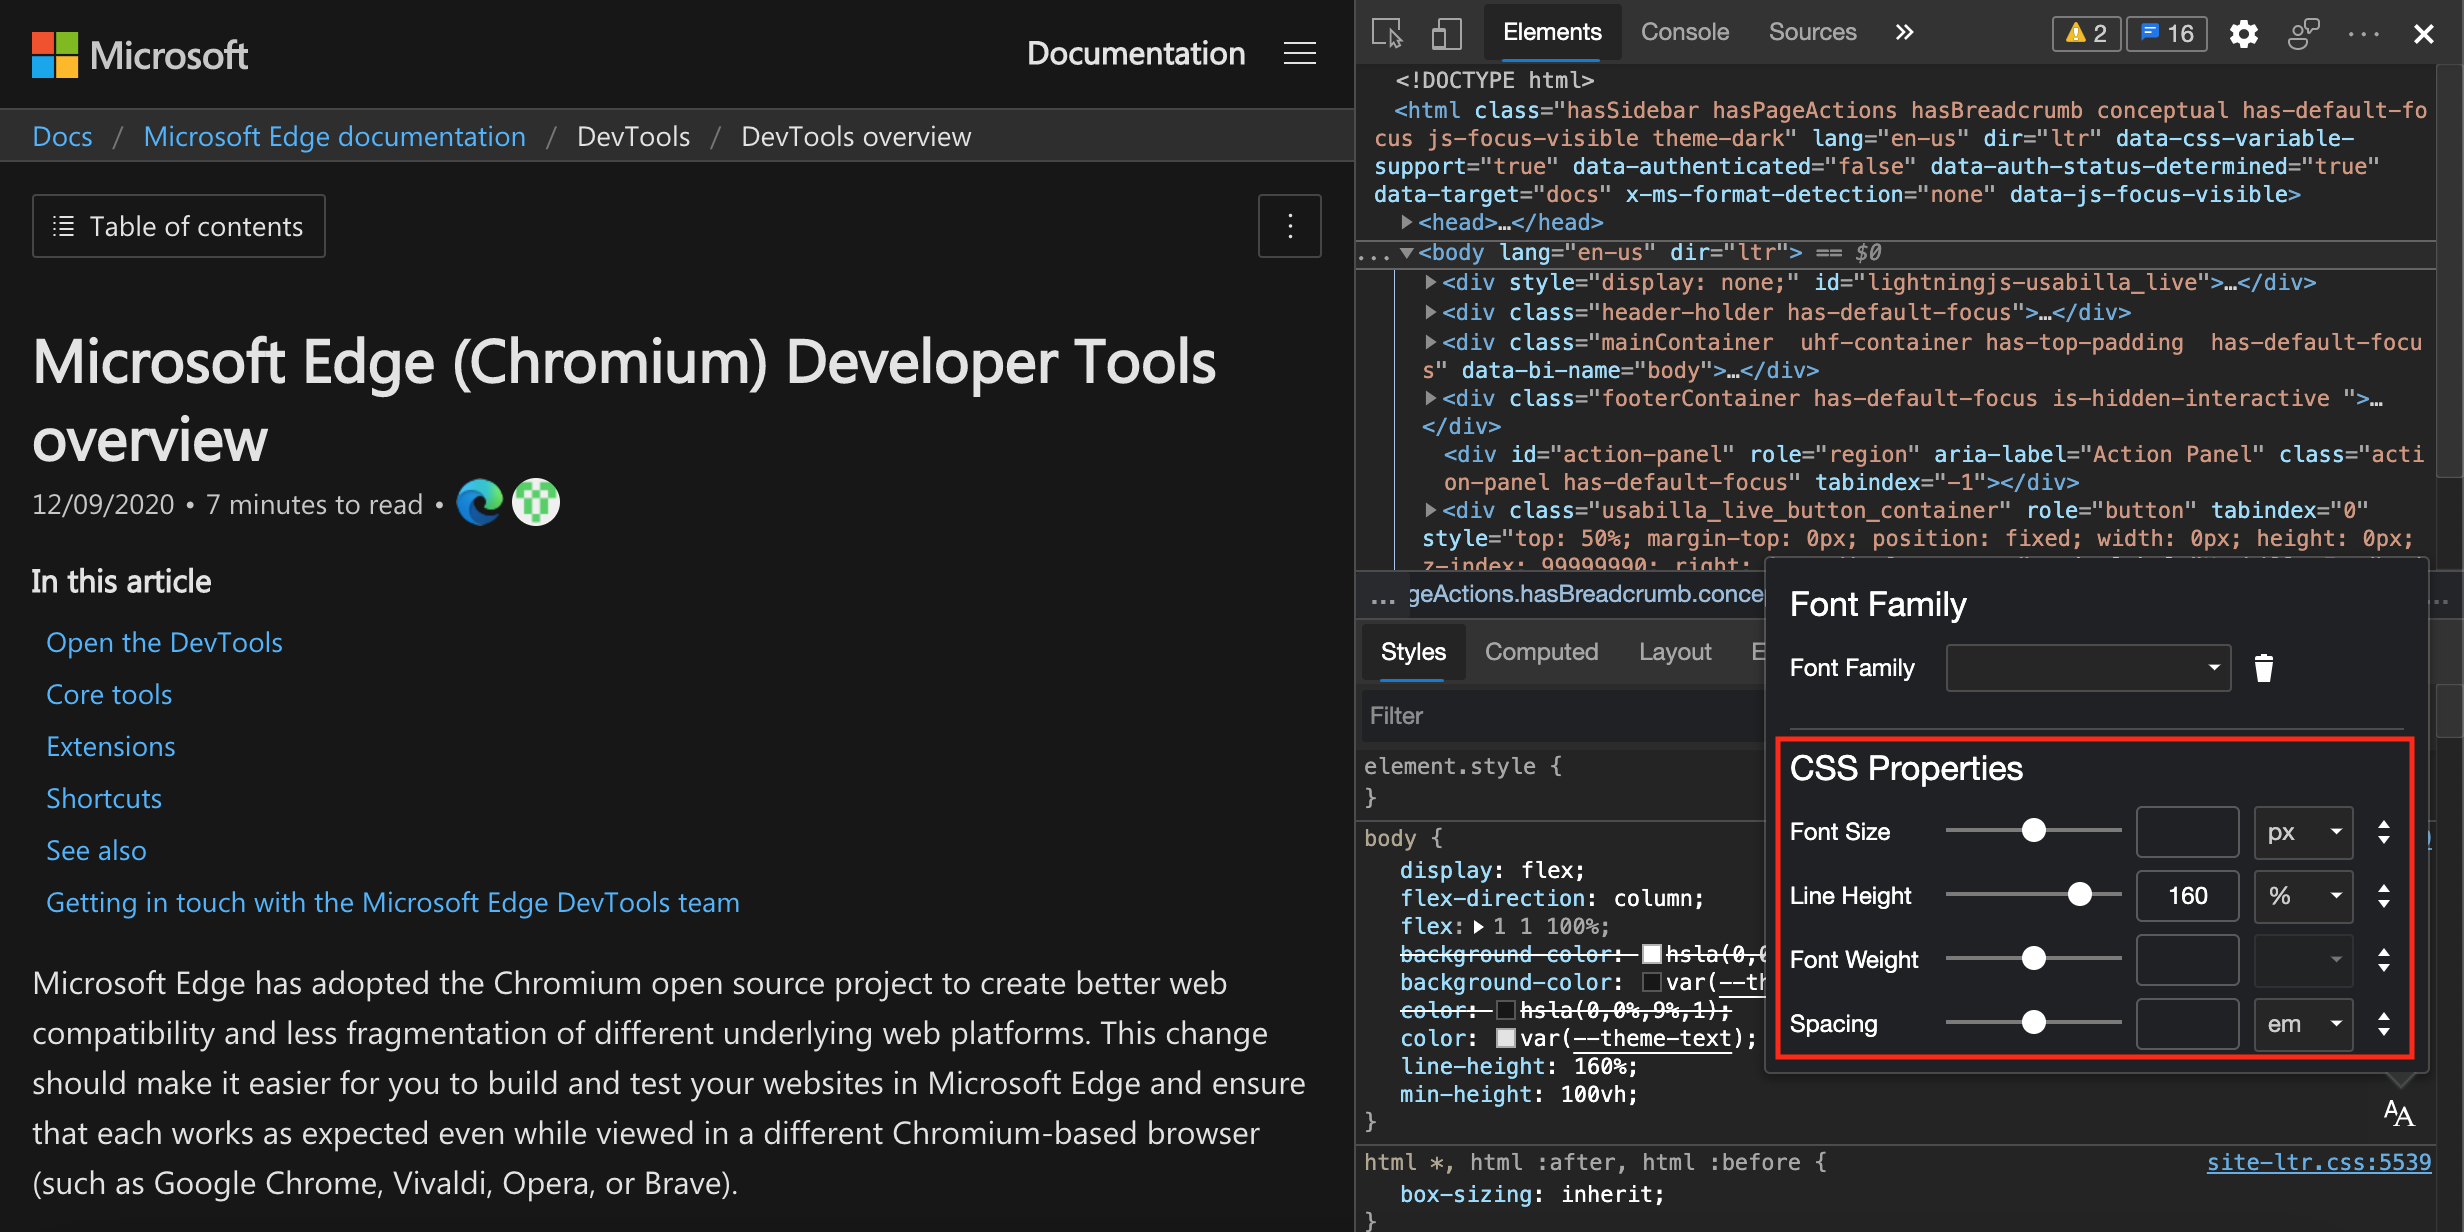 Microsoft
Documentation
Docs / Microsoft Edge documentation / DevTools / DevTools overview
Table of contents
Microsoft Edge (Chromium) Developer Tools
overview
12/09/2020 • 7 minutes to read •
In this article
Open the DevTools
Core tools
Extensions
Shortcuts
See also
Getting in touch with the Microsoft Edge DevTools team
Microsoft Edge has adopted the Chromium open source project to create better web
compatibility and less fragmentation of different underlying web platforms. This change
should make it easier for you to build and test your websites in Microsoft Edge and ensure
that each works as expected even while viewed in a different Chromium-based browser
(such as Google Chrome, Vivaldi, Opera, or Brave).
Elements Console Sources 2 16
<!DOCTYPE html>
<html class="hasSidebar hasPageActions hasBreadcrumb conceptual has-default-fo
cus js-focus-visible theme-dark" lang="en-us" dir="ltr" data-css-variable-
support="true" data-authenticated="false" data-auth-status-determined="true"
data-target="docs" x-ms-format-detection="none" data-js-focus-visible>
<head>…</head>
... <body lang="en-us" dir="ltr"> == $0
<div style="display: none;" id="lightningjs-usabilla_live">…</div>
<div class="header-holder has-default-focus">…</div>
<div class="mainContainer  uhf-container has-top-padding  has-default-focu
s" data-bi-name="body">…</div>
<div class="footerContainer has-default-focus is-hidden-interactive ">…
</div>
<div id="action-panel" role="region" aria-label="Action Panel" class="acti
on-panel has-default-focus" tabindex="-1"></div>
<div class="usabilla_live_button_container" role="button" tabindex="0"
style="top: 50%; margin-top: 0px; position: fixed; width: 0px; height: 0px;
z-index: 99999990; right:
... geActions.hasBreadcrumb.conce ...
Styles Computed Layout E
Filter
element.style {
}
body {
display: flex;
flex-direction: column;
flex: 1 1 100%;
background-color: hsla(0,0
background-color: var(--th
color: hsla(0,0%,9%,1);
color: var(--theme-text);
line-height: 160%;
min-height: 100vh;
}
html *, html :after, html :before {
site-ltr.css:5539
box-sizing: inherit;
}
Font Family
Font Family
CSS Properties
Font Size px
Line Height 160 %
Font Weight
Spacing em
AA